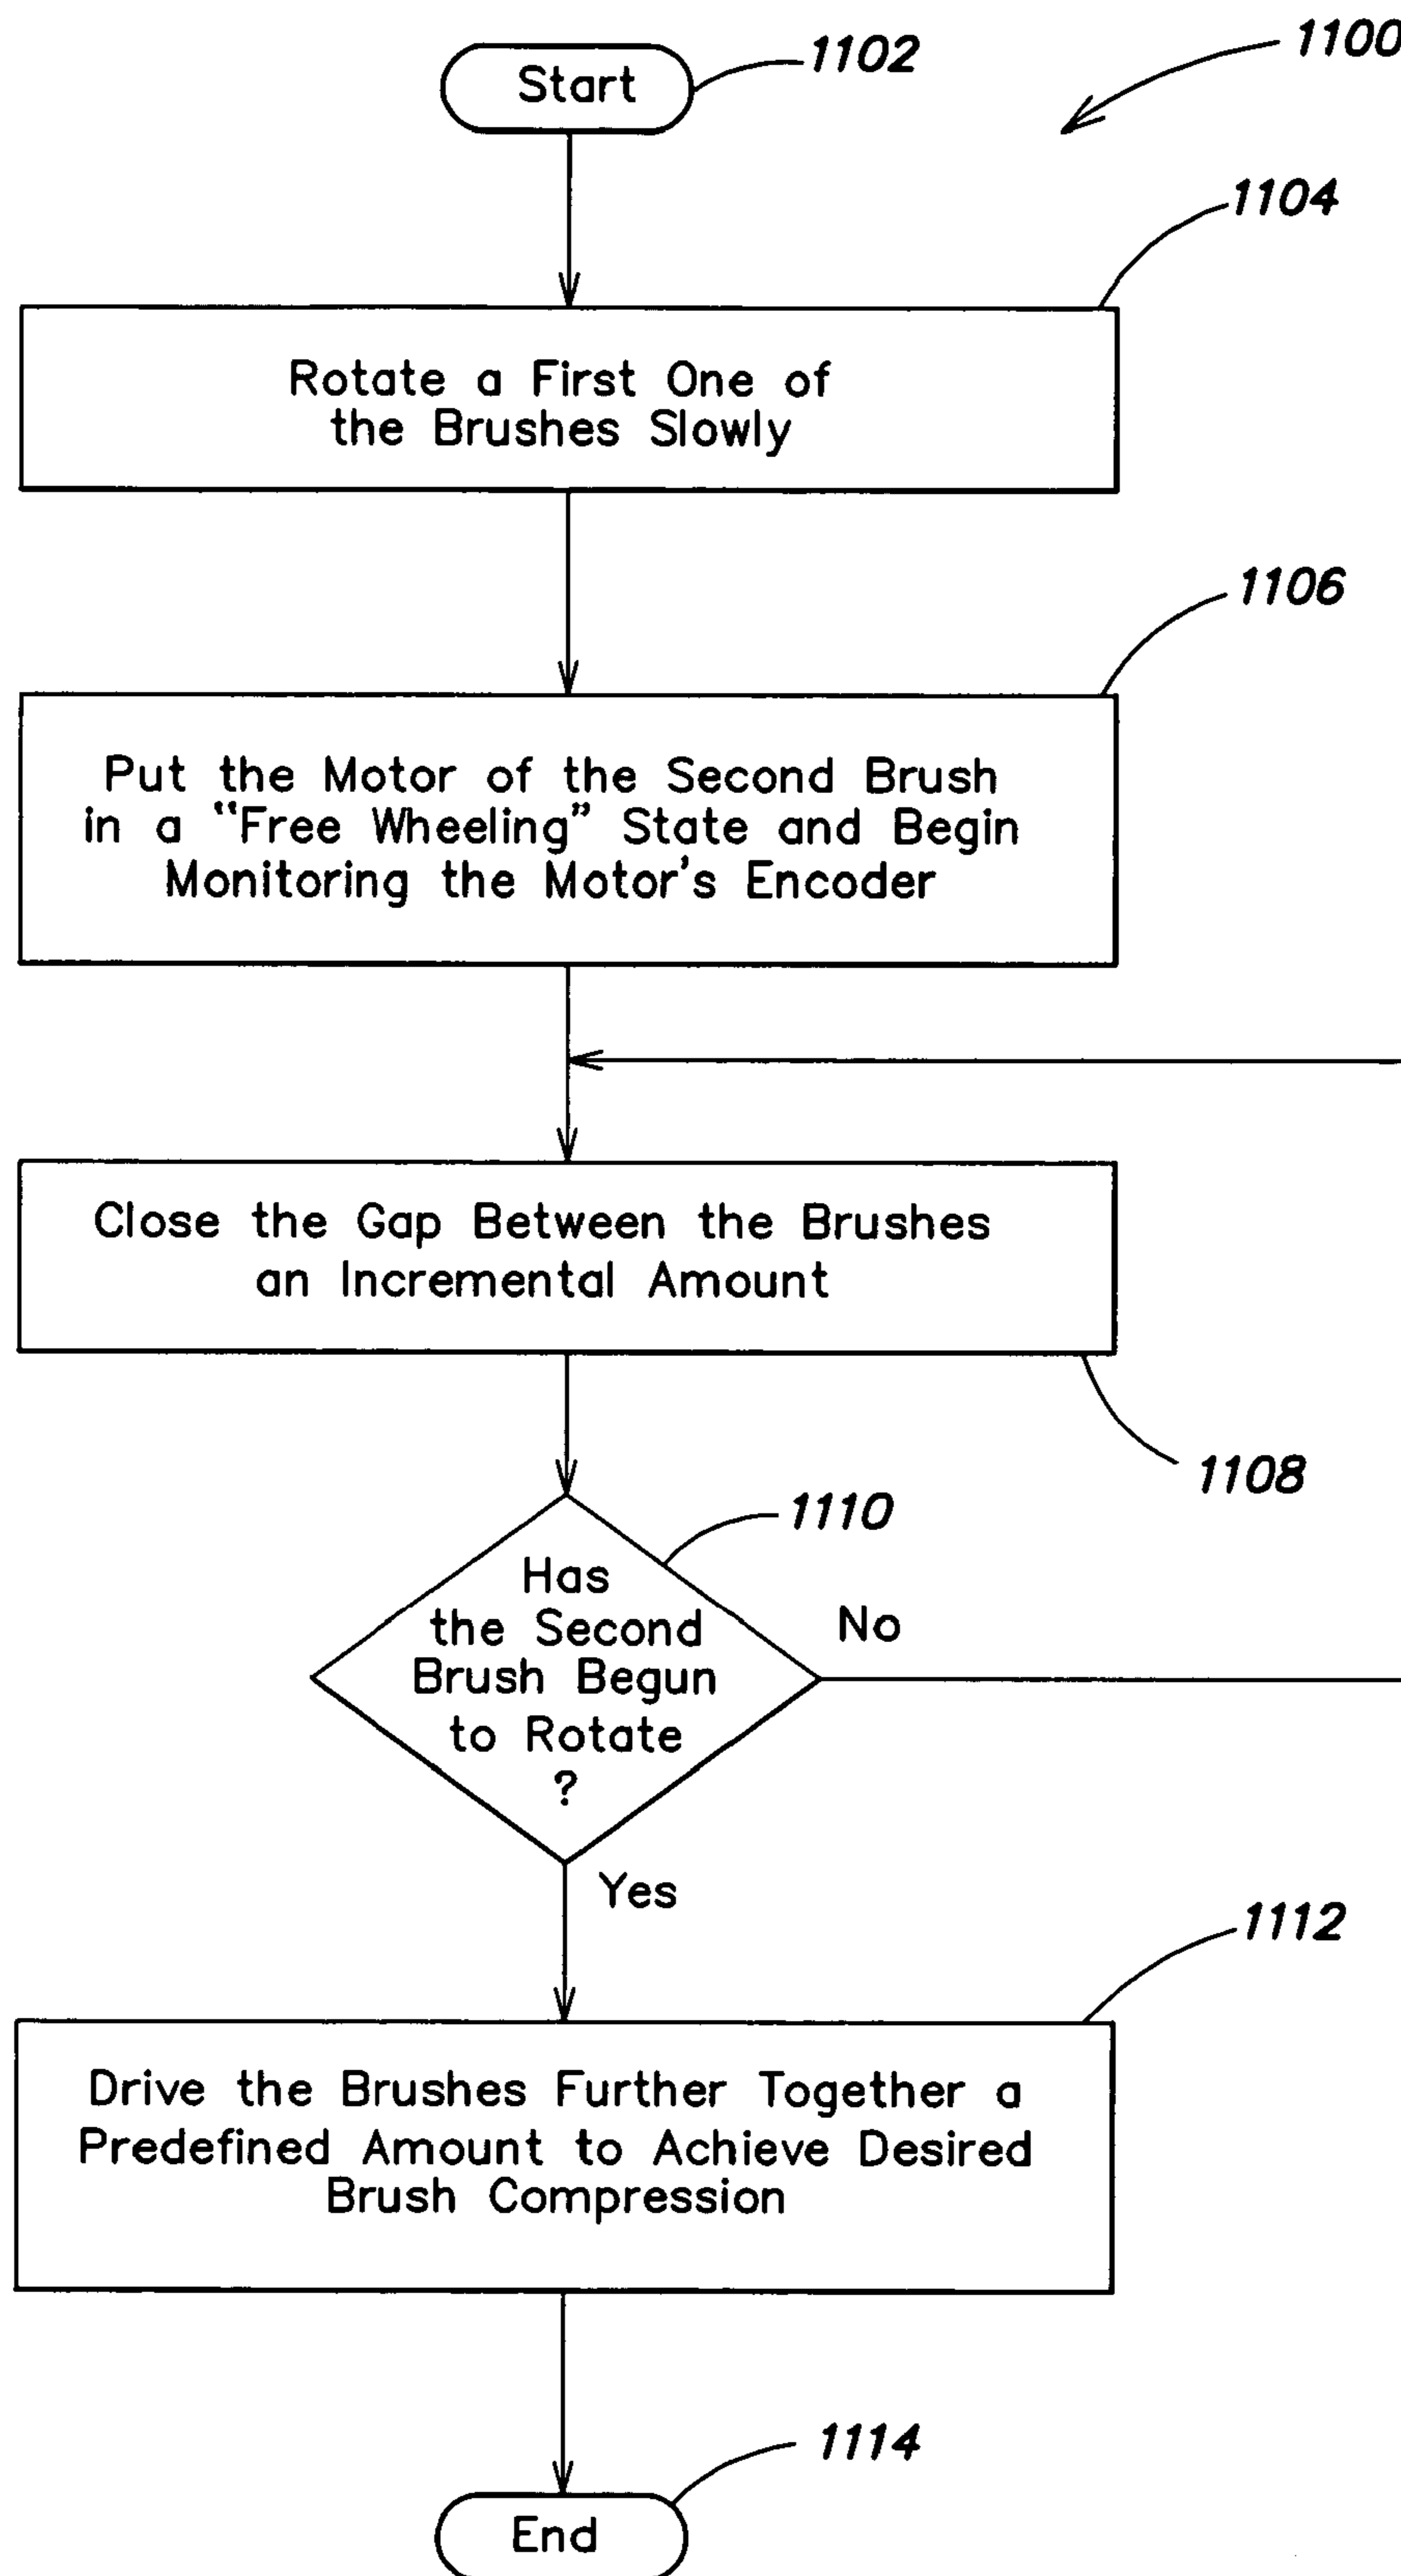 1100
Start
1102
1104
Rotate a First One of
the Brushes Slowly
1106
Put the Motor of the Second Brush
in a "Free Wheeling" State and Begin
Monitoring the Motor's Encoder
Close the Gap Between the Brushes
an Incremental Amount
1108
1110
Has
the Second
Brush Begun
to Rotate
?
No
Yes
1112
Drive the Brushes Further Together a
Predefined Amount to Achieve Desired
Brush Compression
1114
End